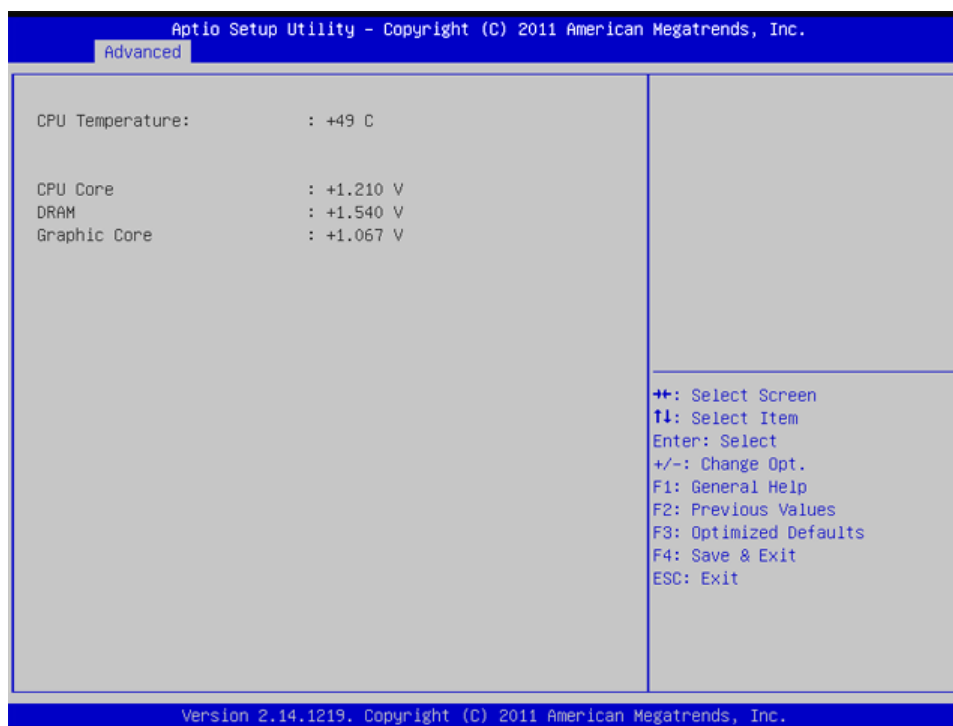 Aptio Setup Utility – Copyright (C) 2011 American Megatrends, Inc.
Advanced
CPU Temperature: : +49 C
CPU Core : +1.210 V
DRAM : +1.540 V
Graphic Core : +1.067 V
→←: Select Screen
↑↓: Select Item
Enter: Select
+/-: Change Opt.
F1: General Help
F2: Previous Values
F3: Optimized Defaults
F4: Save & Exit
ESC: Exit
Version 2.14.1219. Copyright (C) 2011 American Megatrends, Inc.